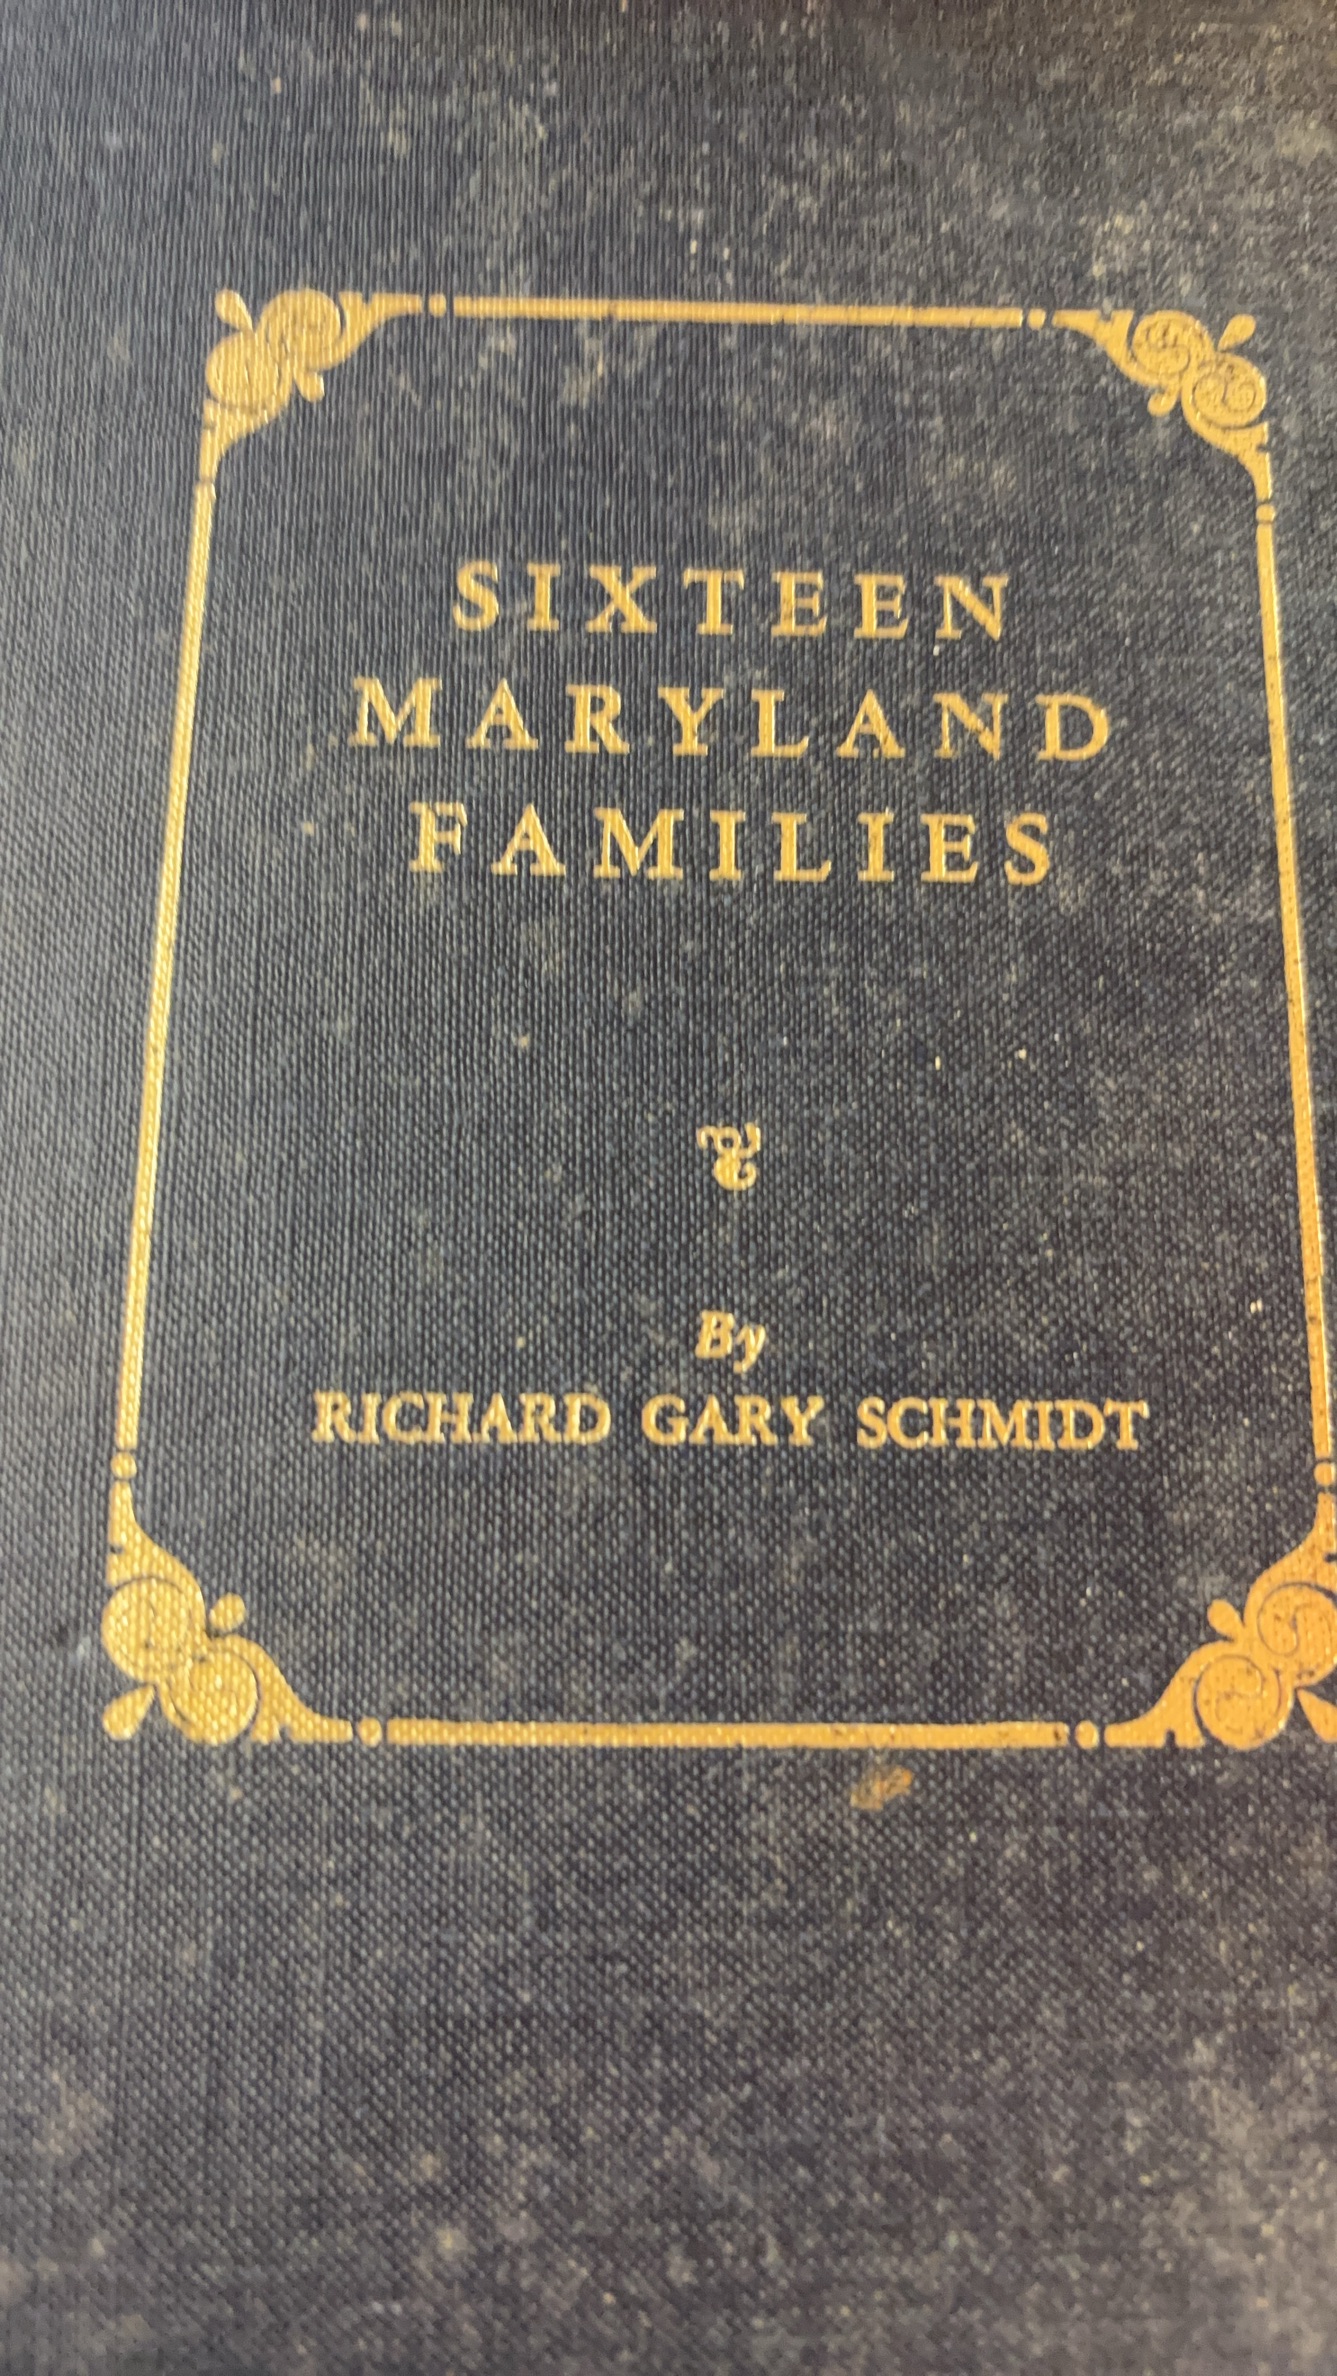 SIXTEEN
MARYLAND
FAMILIES
By
RICHARD GARY SCHMIDT